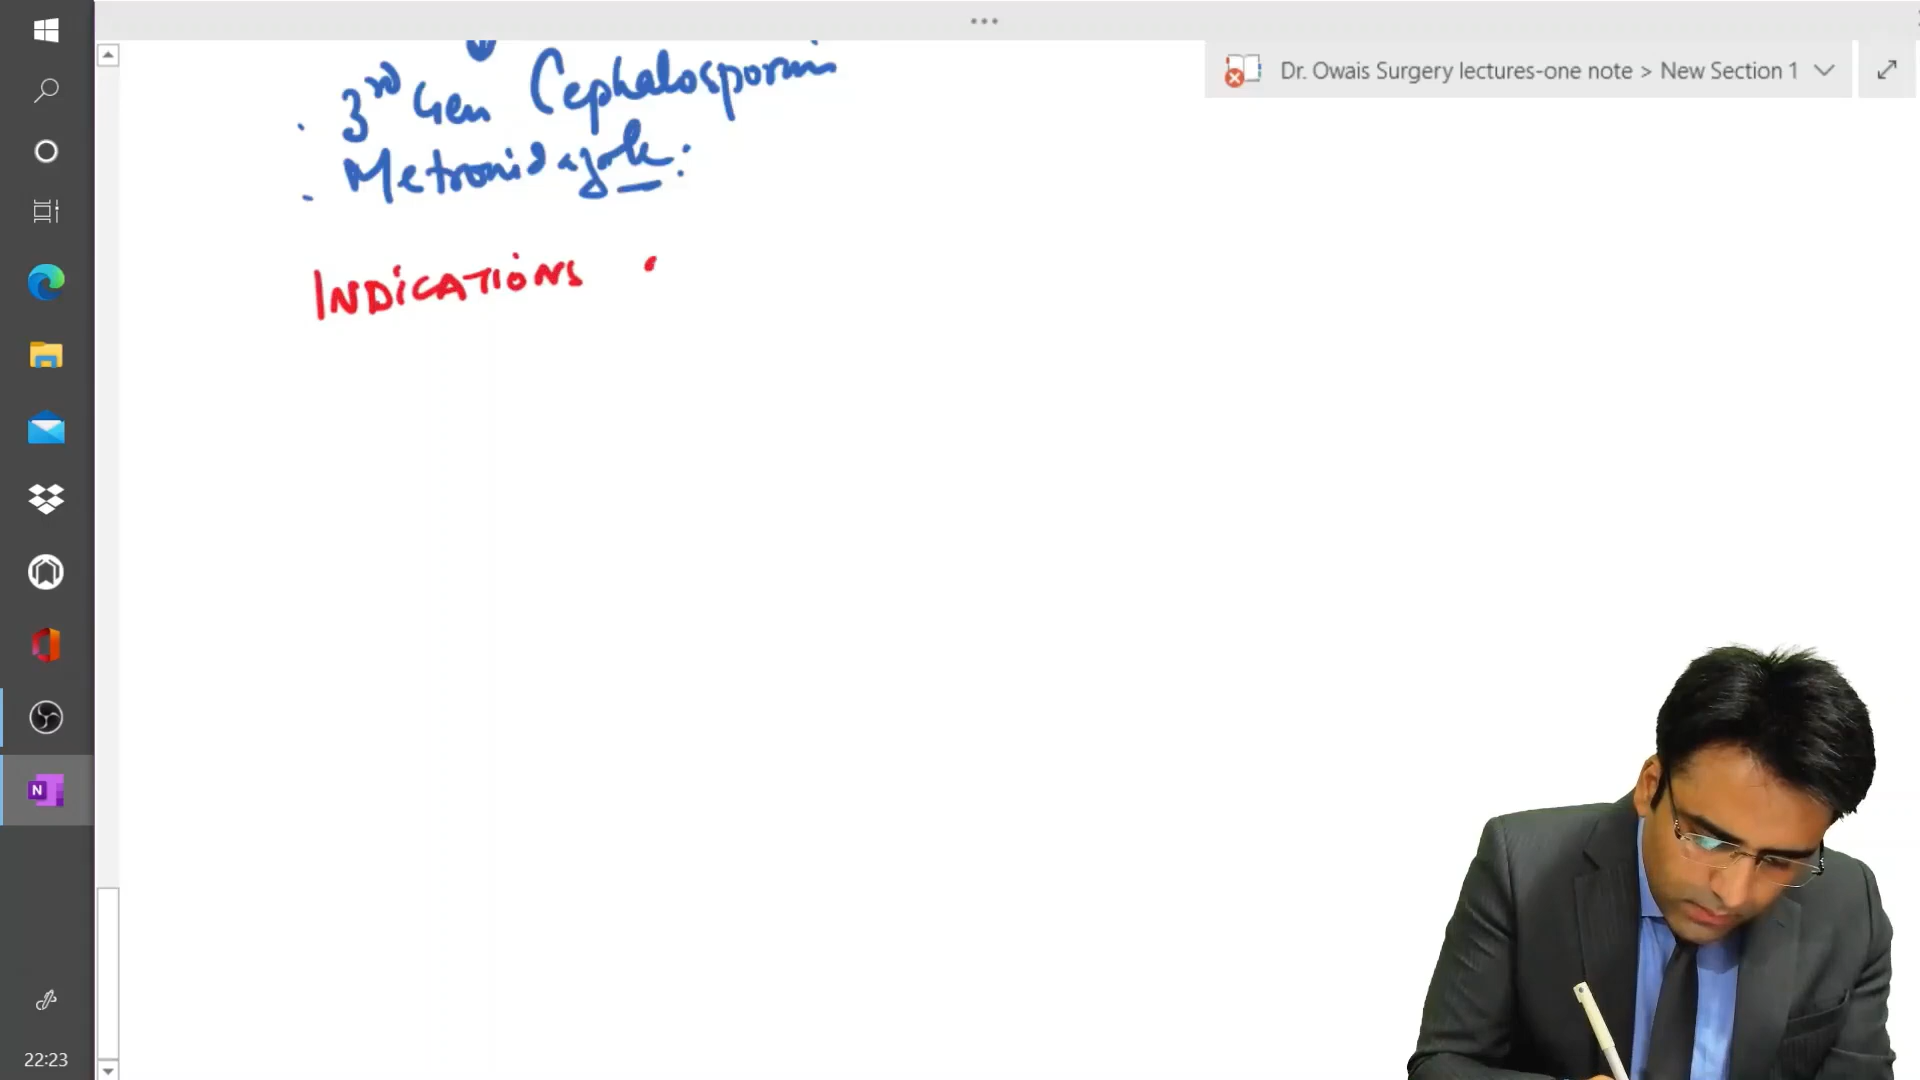 ...
Dr. Owais Surgery lectures-one note > New Section 1
3rd Gen Cephalosporin
. Metronidazole :
INDICATIONS
N
22:23